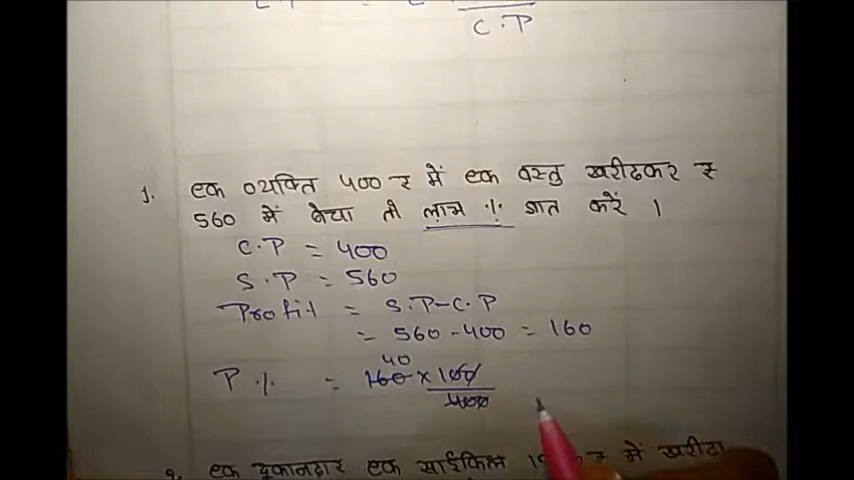 C.P
1. एक व्यक्ति 400 रु में एक वस्तु खरीदकर रु
560 में बेचा तो लाभ % ज्ञात करें ।
C.P = 400
S.P = 560
Profit = S.P-C.P
= 560 -400 = 160
40
P % = 160 × 100
400
एक दुकानदार एक साईकिल में खरीदा